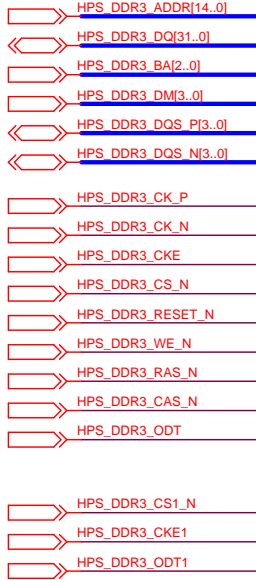 HPS_DDR3_ADDR[14..0]
HPS_DDR3_DQ[31..0]
HPS_DDR3_BA[2..0]
HPS_DDR3_DM[3..0]
HPS_DDR3_DQS_P[3..0]
HPS_DDR3_DQS_N[3..0]
HPS_DDR3_CK_P
HPS_DDR3_CK_N
HPS_DDR3_CKE
HPS_DDR3_CS_N
HPS_DDR3_RESET_N
HPS_DDR3_WE_N
HPS_DDR3_RAS_N
HPS_DDR3_CAS_N
HPS_DDR3_ODT
HPS_DDR3_CS1_N
HPS_DDR3_CKE1
HPS_DDR3_ODT1